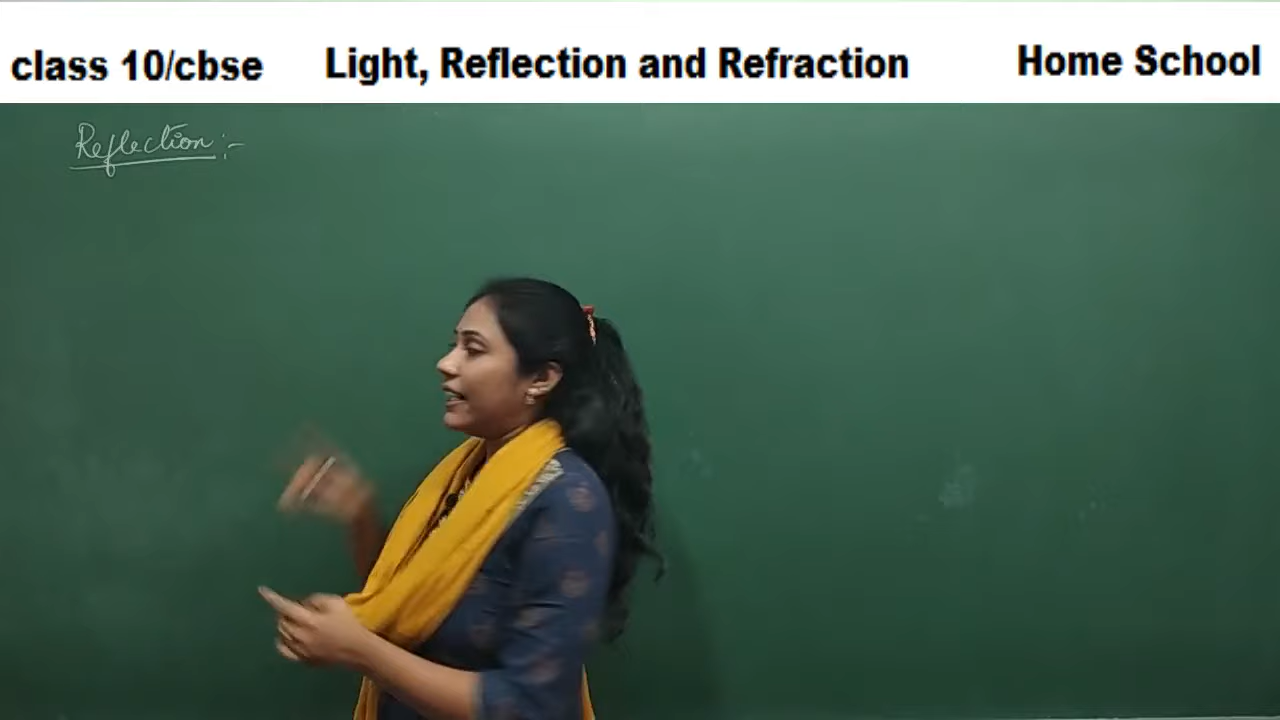 class 10/cbse Light, Reflection and Refraction Home School
Reflection :-